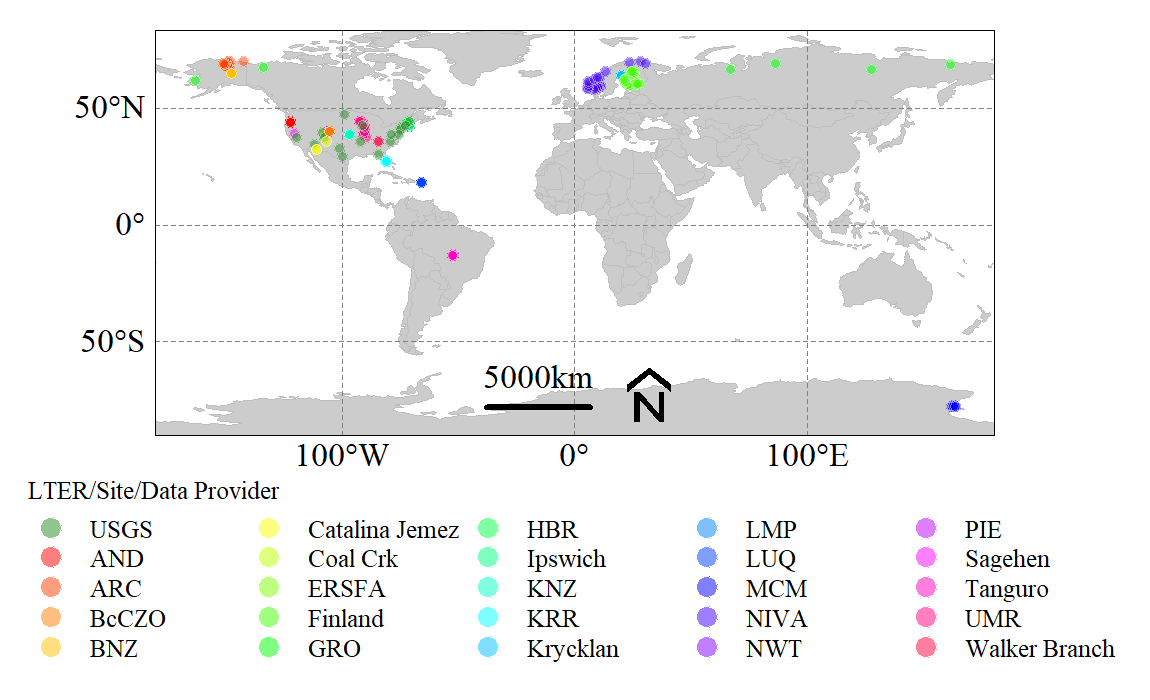 50°N
0°
50°S
5000km
N
100°W 0° 100°E
LTER/Site/Data Provider
USGS Catalina Jemez HBR LMP PIE
AND Coal Crk Ipswich LUQ Sagehen
ARC ERSFA KNZ MCM Tanguro
BcCZO Finland KRR NIVA UMR
BNZ GRO Krycklan NWT Walker Branch